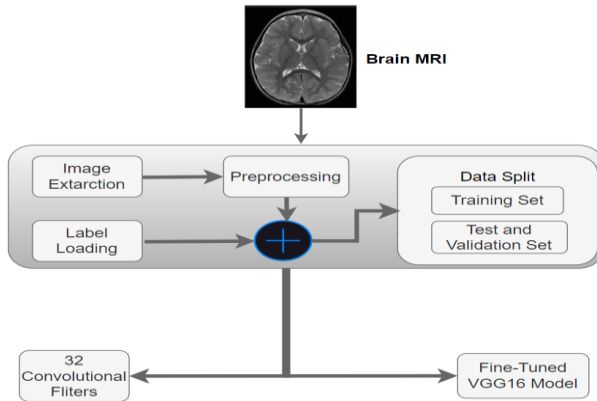 Brain MRI
Image
Extarction
Preprocessing
Label
Loading
Data Split
Training Set
Test and
Validation Set
32
Convolutional
Fliters
Fine-Tuned
VGG16 Model